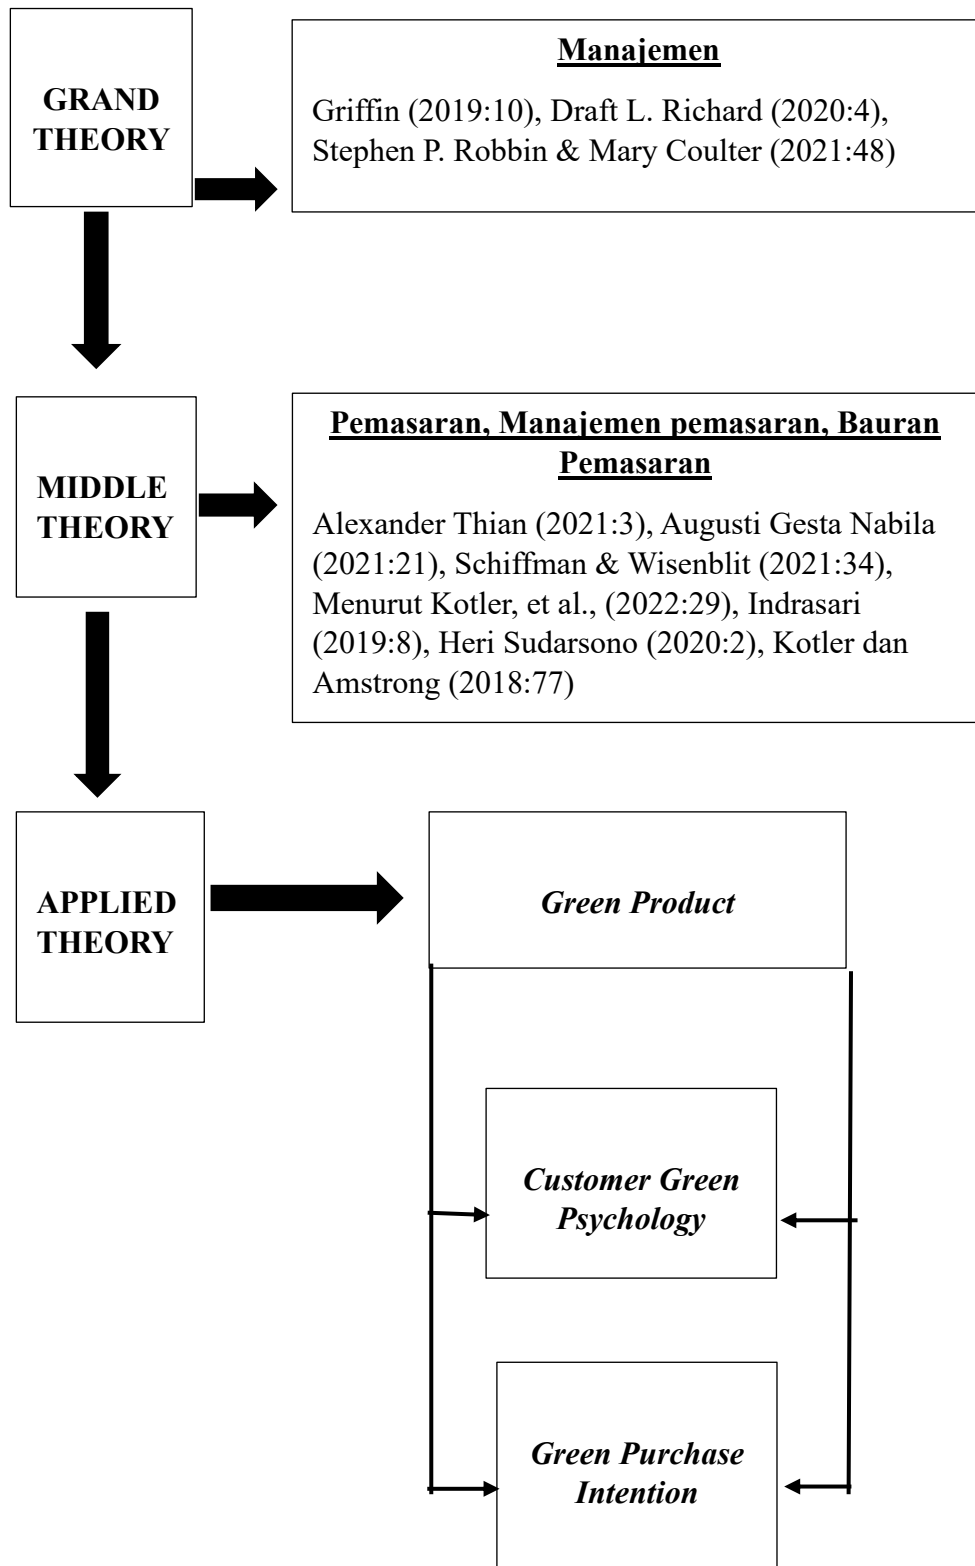 GRAND
THEORY
Manajemen
Griffin (2019:10), Draft L. Richard (2020:4),
Stephen P. Robbin & Mary Coulter (2021:48)
MIDDLE
THEORY
Pemasaran, Manajemen pemasaran, Bauran
Pemasaran
Alexander Thian (2021:3), Augusti Gesta Nabila
(2021:21), Schiffman & Wisenblit (2021:34),
Menurut Kotler, et al., (2022:29), Indrasari
(2019:8), Heri Sudarsono (2020:2), Kotler dan
Amstrong (2018:77)
APPLIED
THEORY
Green Product
Customer Green
Psychology
Green Purchase
Intention